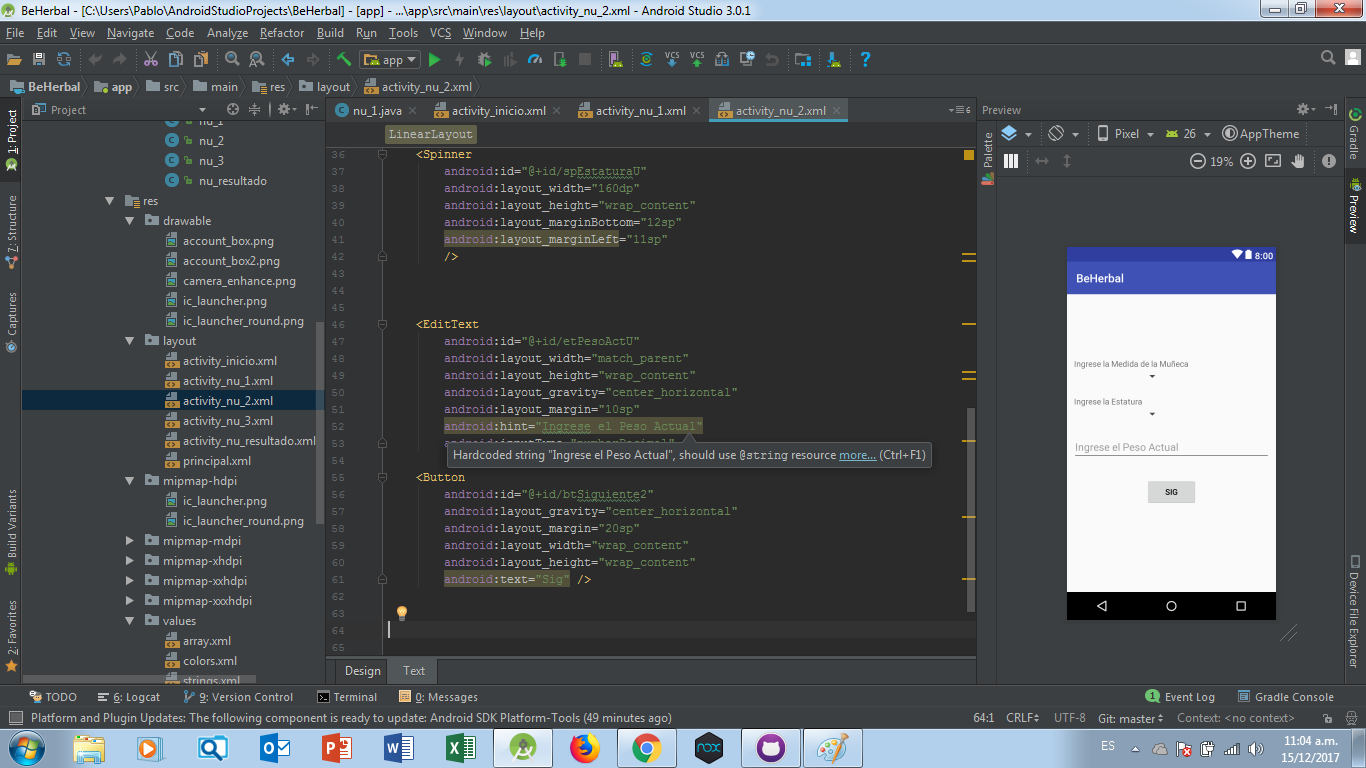 BeHerbal - [C:\Users\Pablo\AndroidStudioProjects\BeHerbal] - [app] - ...\app\src\main\res\layout\activity_nu_2.xml - Android Studio 3.0.1
File Edit View Navigate Code Analyze Refactor Build Run Tools VCS Window Help
app VCS VCS
BeHerbal app src main res layout activity_nu_2.xml
Project
nu_1.java activity_inicio.xml activity_nu_1.xml activity_nu_2.xml
6
Preview
1: Project
7: Structure
Captures
Build Variants
2: Favorites
nu_1
nu_2
nu_3
nu_resultado
res
drawable
account_box.png
account_box2.png
camera_enhance.png
ic_launcher.png
ic_launcher_round.png
layout
activity_inicio.xml
activity_nu_1.xml
activity_nu_2.xml
activity_nu_3.xml
activity_nu_resultado.xml
principal.xml
mipmap-hdpi
ic_launcher.png
ic_launcher_round.png
mipmap-mdpi
mipmap-xhdpi
mipmap-xxhdpi
mipmap-xxxhdpi
values
array.xml
colors.xml
strings.xml
LinearLayout
36 <Spinner
37 android:id="@+id/spEstaturaU"
38 android:layout_width="160dp"
39 android:layout_height="wrap_content"
40 android:layout_marginBottom="12sp"
41 android:layout_marginLeft="11sp"
42 />
43
44
45
46 <EditText
47 android:id="@+id/etPesoActU"
48 android:layout_width="match_parent"
49 android:layout_height="wrap_content"
50 android:layout_gravity="center_horizontal"
51 android:layout_margin="10sp"
52 android:hint="Ingrese el Peso Actual"
53
Hardcoded string "Ingrese el Peso Actual", should use @string resource more... (Ctrl+F1)
54
55 <Button
56 android:id="@+id/btSiguiente2"
57 android:layout_gravity="center_horizontal"
58 android:layout_margin="20sp"
59 android:layout_width="wrap_content"
60 android:layout_height="wrap_content"
61 android:text="Sig" />
62
63
64
65
Design Text
Palette
Pixel 26 AppTheme
19%
8:00
BeHerbal
Ingrese la Medida de la Muñeca
Ingrese la Estatura
Ingrese el Peso Actual
SIG
Gradle
Preview
Device File Explorer
TODO 6: Logcat 9: Version Control Terminal 0: Messages 1 Event Log Gradle Console
Platform and Plugin Updates: The following component is ready to update: Android SDK Platform-Tools (49 minutes ago) 64:1 CRLF UTF-8 Git: master Context: <no context>
nox
ES
11:04 a.m.
15/12/2017